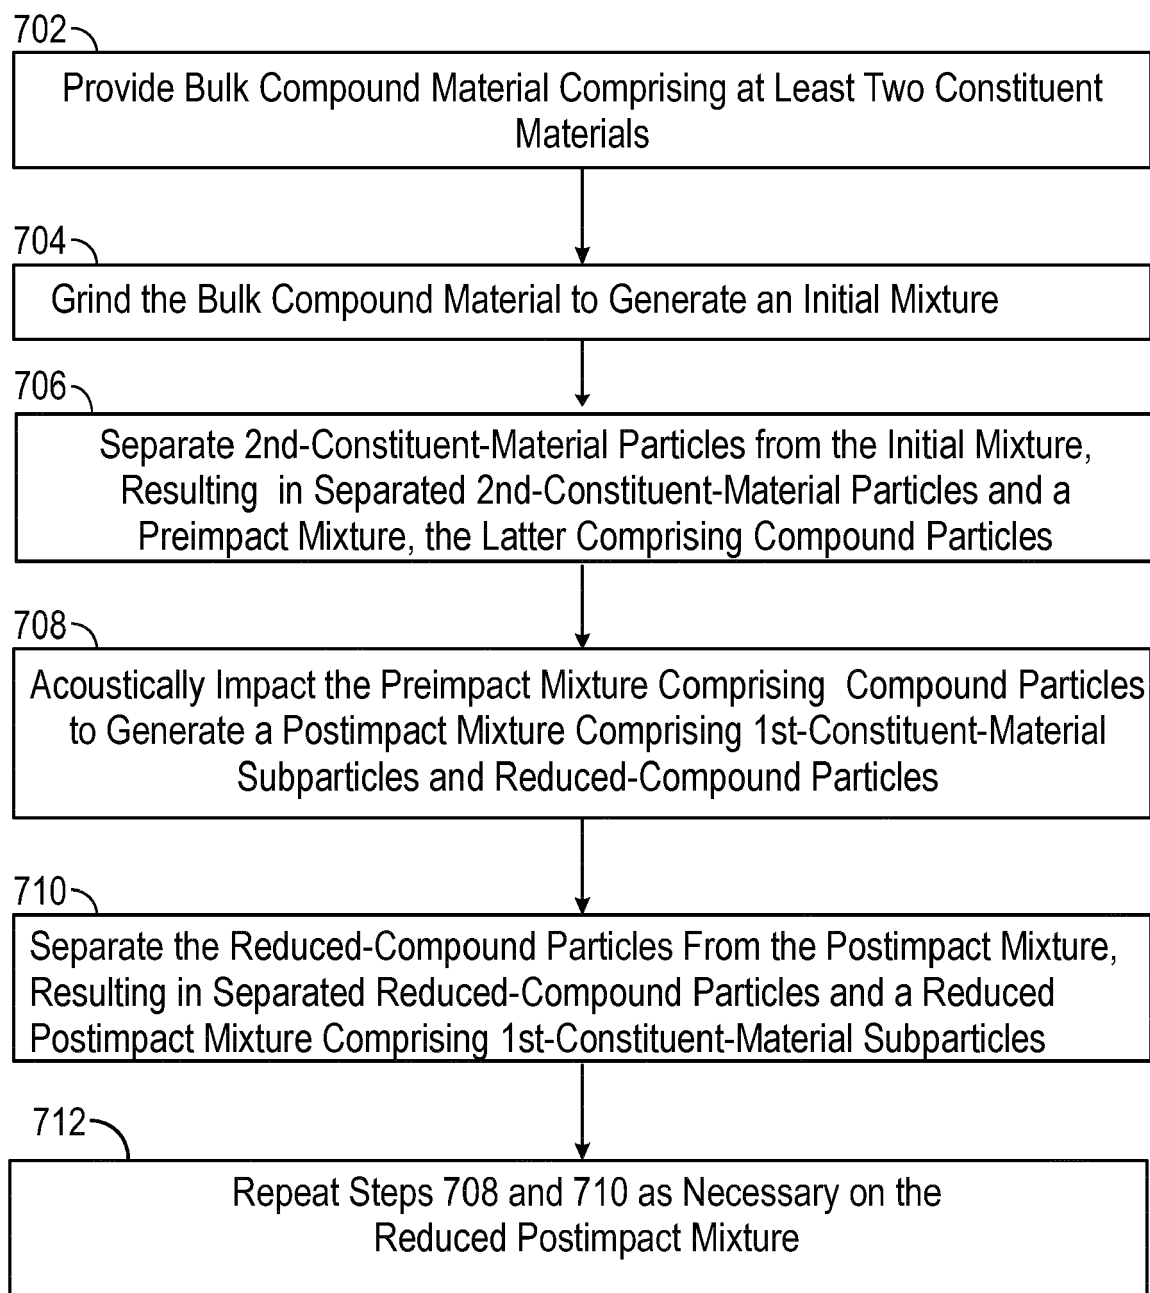 702
Provide Bulk Compound Material Comprising at Least Two Constituent
Materials
704
Grind the Bulk Compound Material to Generate an Initial Mixture
706
Separate 2nd-Constituent-Material Particles from the Initial Mixture,
Resulting in Separated 2nd-Constituent-Material Particles and a
Preimpact Mixture, the Latter Comprising Compound Particles
708
Acoustically Impact the Preimpact Mixture Comprising Compound Particles
to Generate a Postimpact Mixture Comprising 1st-Constituent-Material
Subparticles and Reduced-Compound Particles
710
Separate the Reduced-Compound Particles From the Postimpact Mixture,
Resulting in Separated Reduced-Compound Particles and a Reduced
Postimpact Mixture Comprising 1st-Constituent-Material Subparticles
712
Repeat Steps 708 and 710 as Necessary on the
Reduced Postimpact Mixture